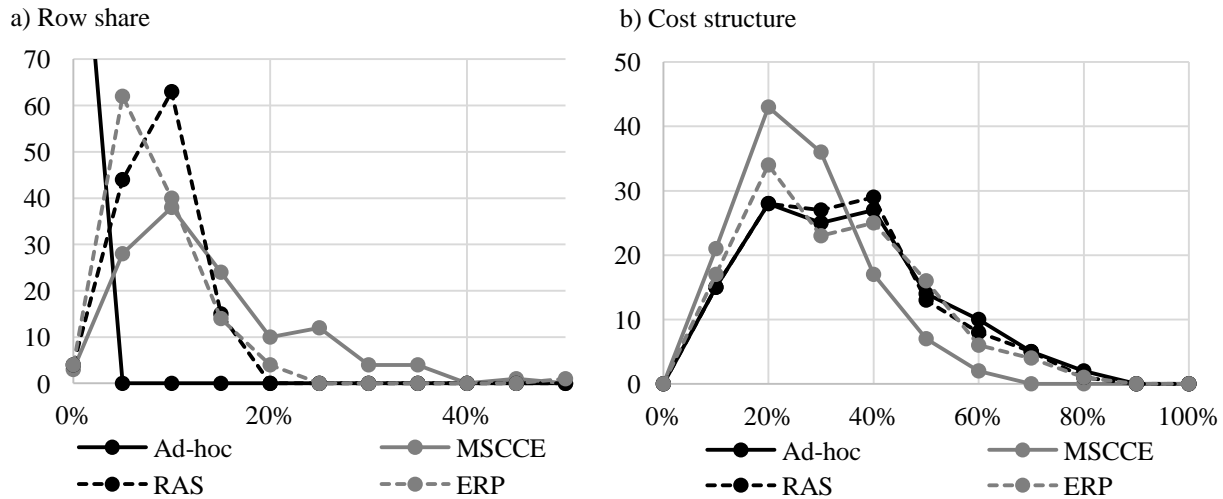 a) Row share
70
60
50
40
30
20
10
0
0% 20% 40%
Ad-hoc MSCCE
RAS ERP
b) Cost structure
50
40
30
20
10
0
0% 20% 40% 60% 80% 100%
Ad-hoc MSCCE
RAS ERP